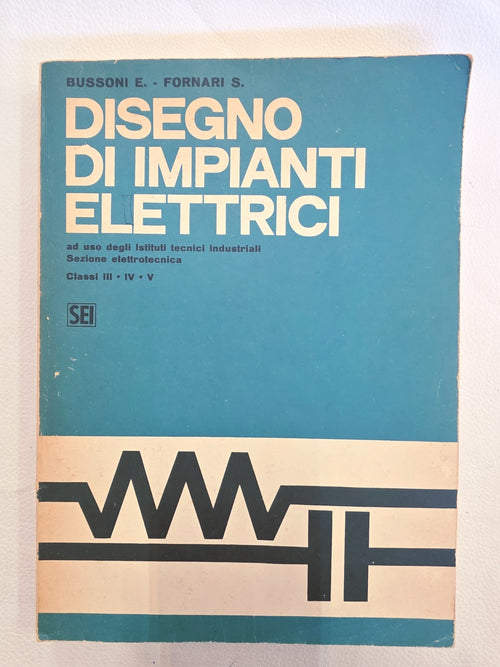 BUSSONI E. - FORNARI S.
DISEGNO
DI IMPIANTI
ELETTRICI
ad uso degli Istituti tecnici industriali
Sezione elettrotecnica
Classi III • IV • V
SEI